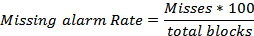 Missing alarm Rate = Misses * 100 / total blocks